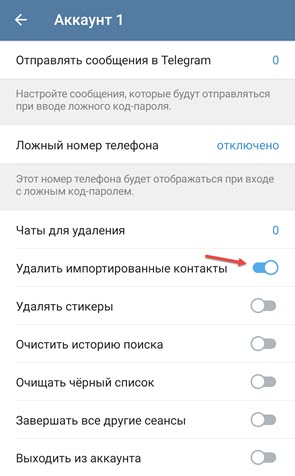 Аккаунт 1
Отправлять сообщения в Telegram 0
Настройте сообщения, которые будут отправляться
при вводе ложного код-пароля.
Ложный номер телефона отключено
Этот номер телефона будет отображаться при входе
с ложным код-паролем.
Чаты для удаления 0
Удалить импортированные контакты
Удалять стикеры
Очистить историю поиска
Очищать чёрный список
Завершать все другие сеансы
Выходить из аккаунта